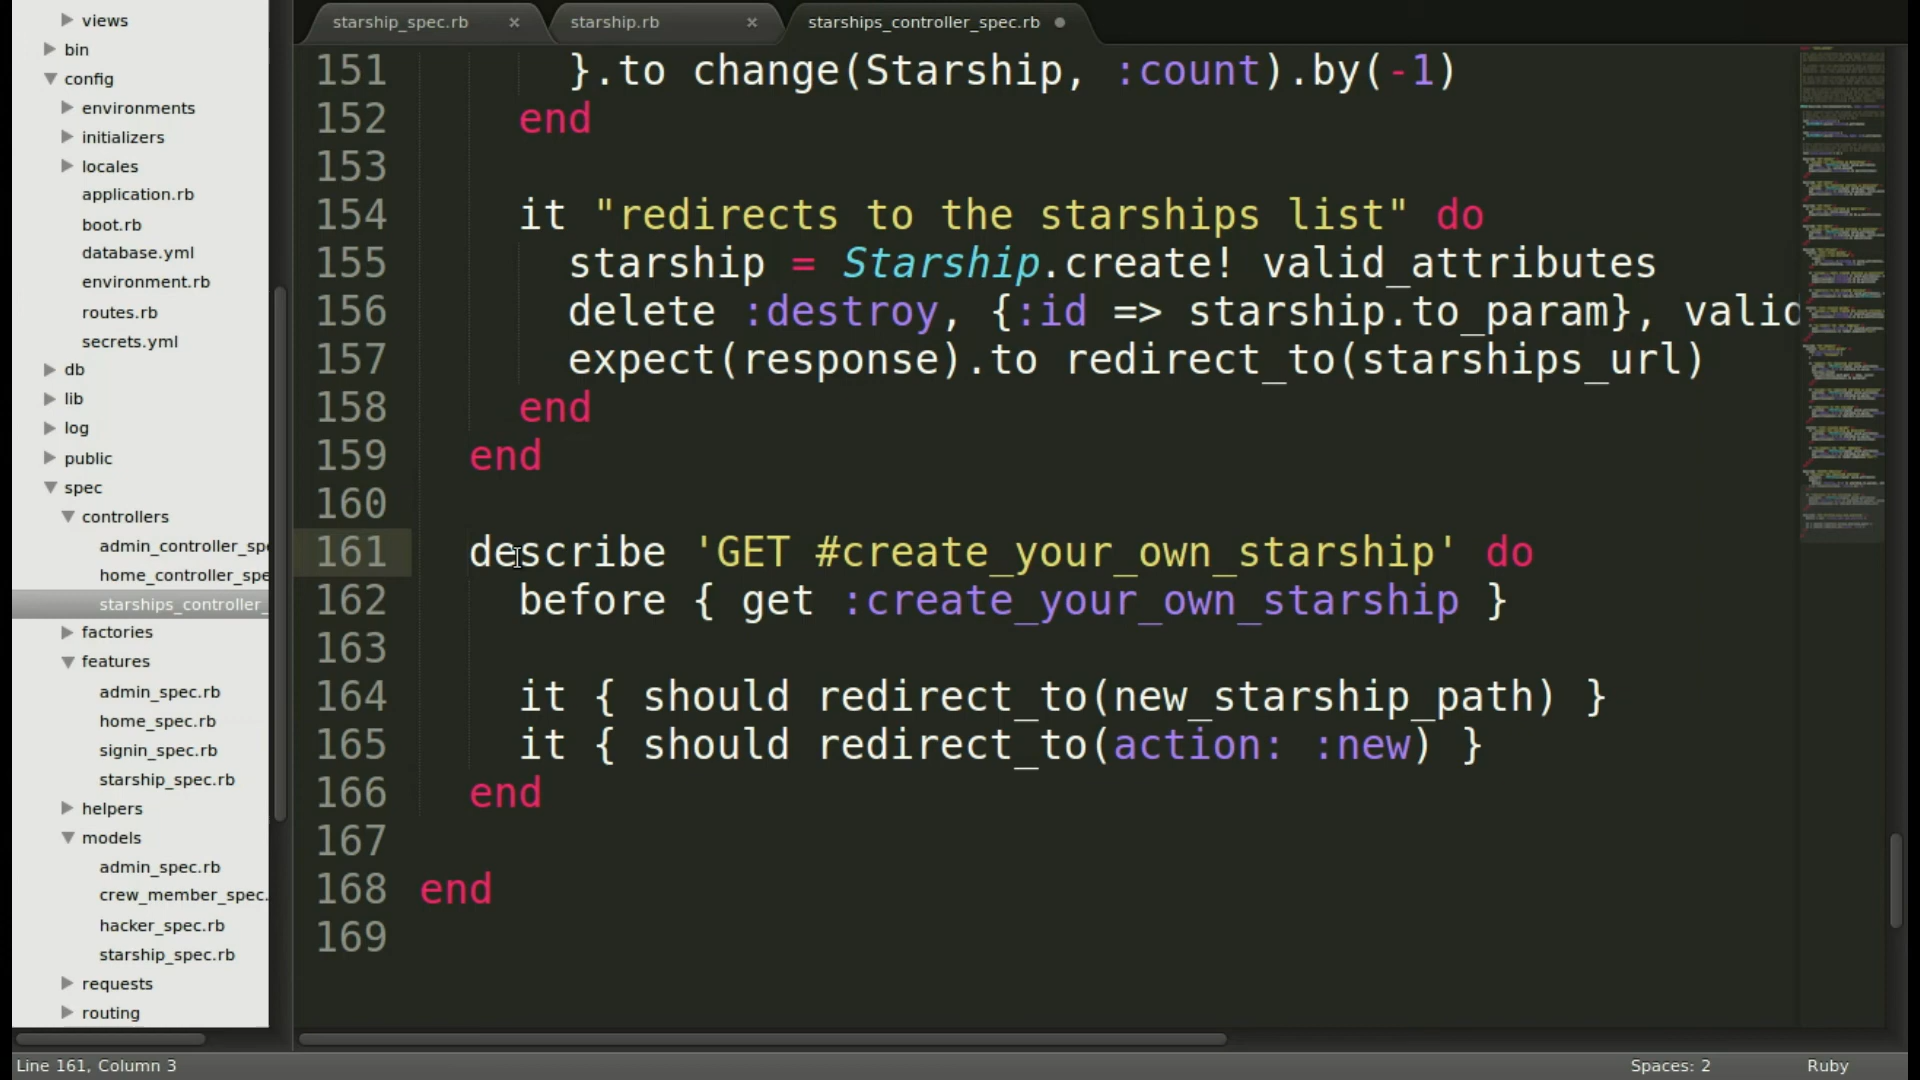 views
bin
config
environments
initializers
locales
application.rb
boot.rb
database.yml
environment.rb
routes.rb
secrets.yml
db
lib
log
public
spec
controllers
admin_controller_spe
home_controller_spe
starships_controller_
factories
features
admin_spec.rb
home_spec.rb
signin_spec.rb
starship_spec.rb
helpers
models
admin_spec.rb
crew_member_spec.
hacker_spec.rb
starship_spec.rb
requests
routing
starship_spec.rb × starship.rb × starships_controller_spec.rb
151 }.to change(Starship, :count).by(-1)
152 end
153
154 it "redirects to the starships list" do
155 starship = Starship.create! valid_attributes
156 delete :destroy, {:id => starship.to_param}, valid
157 expect(response).to redirect_to(starships_url)
158 end
159 end
160
161 describe 'GET #create_your_own_starship' do
162 before { get :create_your_own_starship }
163
164 it { should redirect_to(new_starship_path) }
165 it { should redirect_to(action: :new) }
166 end
167
168 end
169
Line 161, Column 3 Spaces: 2 Ruby